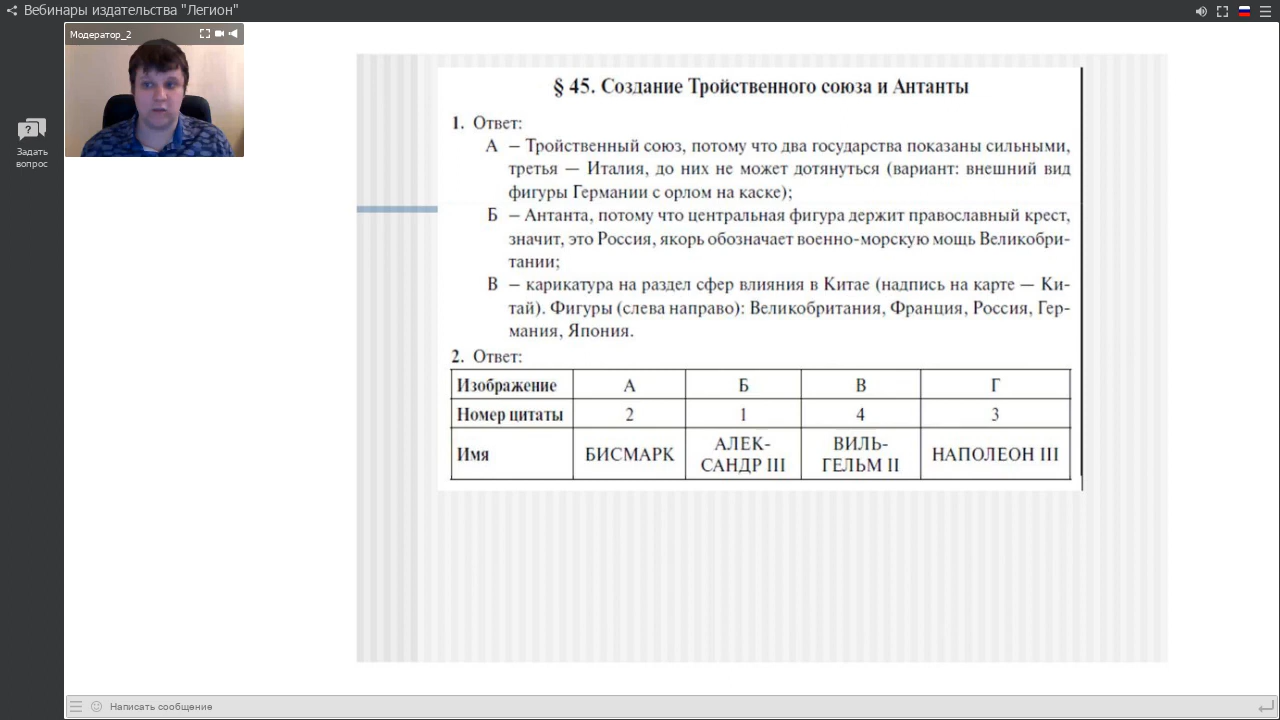 Вебинары издательства "Легион"
Модератор_2
Задать
вопрос
§ 45. Создание Тройственного союза и Антанты
1. Ответ:
А – Тройственный союз, потому что два государства показаны сильными,
третья — Италия, до них не может дотянуться (вариант: внешний вид
фигуры Германии с орлом на каске);
Б – Антанта, потому что центральная фигура держит православный крест,
значит, это Россия, якорь обозначает военно-морскую мощь Великобри-
тании;
В – карикатура на раздел сфер влияния в Китае (надпись на карте — Ки-
тай). Фигуры (слева направо): Великобритания, Франция, Россия, Гер-
мания, Япония.
2. Ответ:
Изображение А Б В Г
Номер цитаты 2 1 4 3
Имя БИСМАРК АЛЕК-
САНДР III ВИЛЬ-
ГЕЛЬМ II НАПОЛЕОН III
Написать сообщение